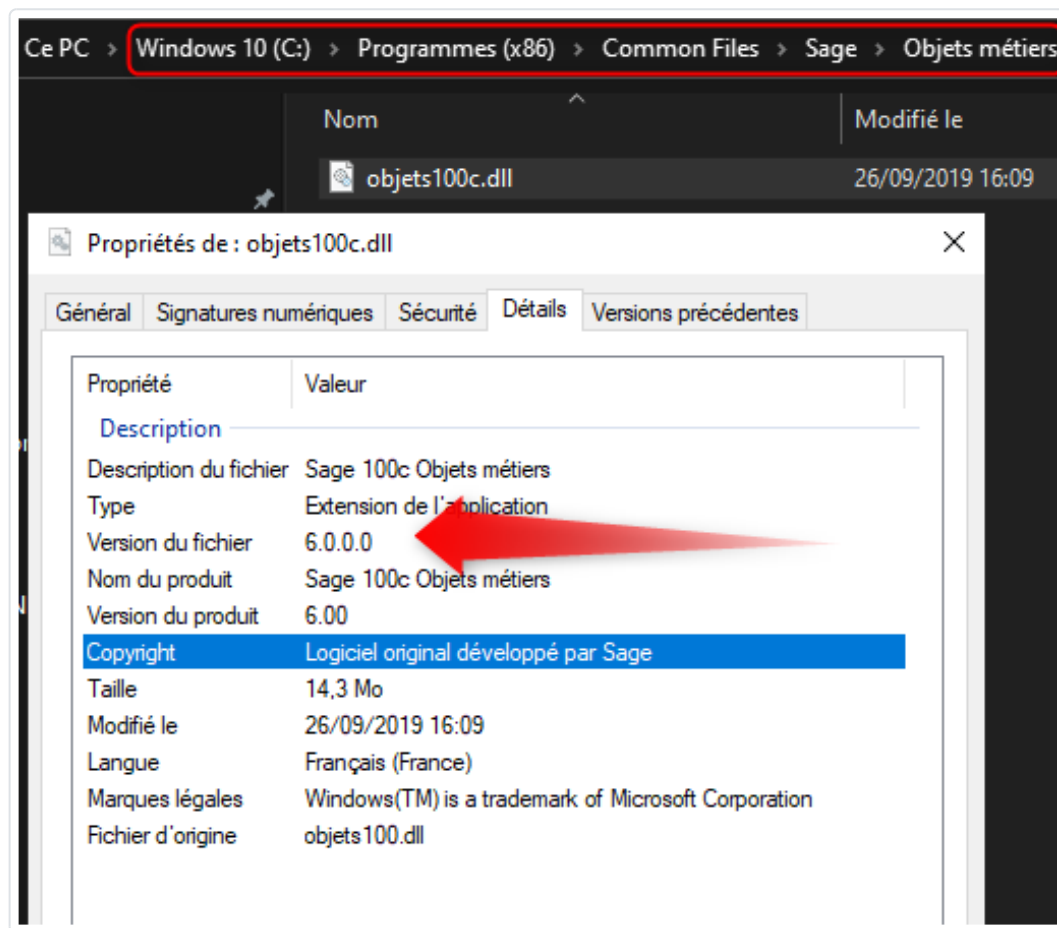 Ce PC > Windows 10 (C:) > Programmes (x86) > Common Files > Sage > Objets métiers
Nom Modifié le
objets100c.dll 26/09/2019 16:09
Propriétés de : objets100c.dll
Général Signatures numériques Sécurité Détails Versions précédentes
Propriété Valeur
Description
Description du fichier Sage 100c Objets métiers
Type Extension de l'application
Version du fichier 6.0.0.0
Nom du produit Sage 100c Objets métiers
Version du produit 6.00
Copyright Logiciel original développé par Sage
Taille 14,3 Mo
Modifié le 26/09/2019 16:09
Langue Français (France)
Marques légales Windows(TM) is a trademark of Microsoft Corporation
Fichier d'origine objets100.dll